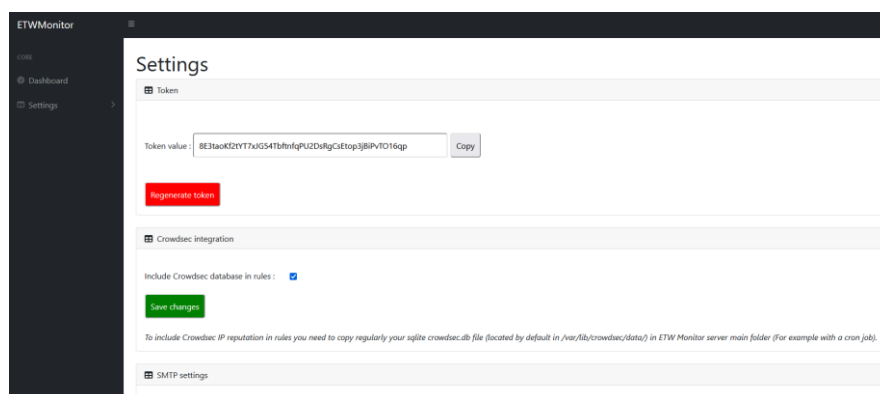 ETWMonitor
CORE
Dashboard
Settings
Settings
Token
Token value : 8E3taoKf2tYT7xJGS4TbftnfqPU2DsRgCsEtop3jBiPvTO16qp Copy
Regenerate token
Crowdsec integration
Include Crowdsec database in rules :
Save changes
To include Crowdsec IP reputation in rules you need to copy regularly your sqlite crowdsec.db file (located by default in /var/lib/crowdsec/data/) in ETW Monitor server main folder (For example with a cron job).
SMTP settings